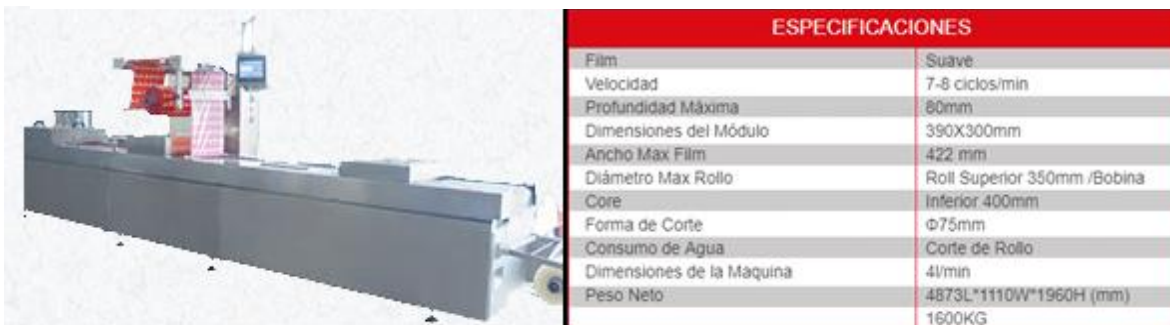 ESPECIFICACIONES
Film Suave
Velocidad 7-8 ciclos/min
Profundidad Máxima 80mm
Dimensiones del Módulo 390X300mm
Ancho Max Film 422 mm
Diámetro Max Rollo Roll Superior 350mm /Bobina
Core Inferior 400mm
Forma de Corte Φ75mm
Consumo de Agua Corte de Rollo
Dimensiones de la Maquina 4l/min
Peso Neto 4873L*1110W*1960H (mm)
1600KG